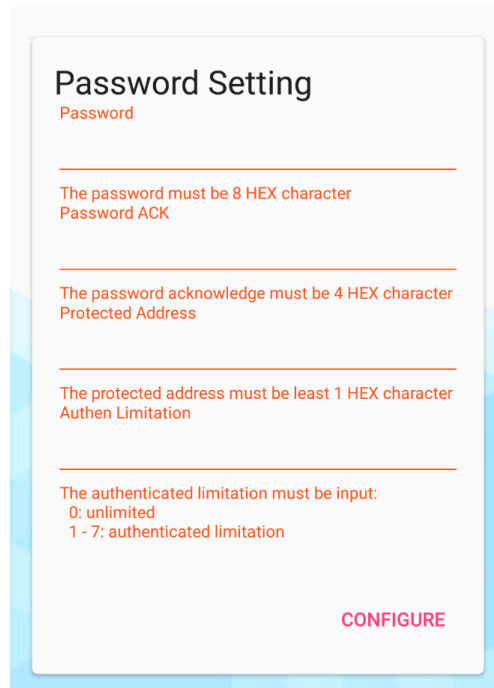 Password Setting
Password
The password must be 8 HEX character
Password ACK
The password acknowledge must be 4 HEX character
Protected Address
The protected address must be least 1 HEX character
Authen Limitation
The authenticated limitation must be input:
0: unlimited
1 - 7: authenticated limitation
CONFIGURE